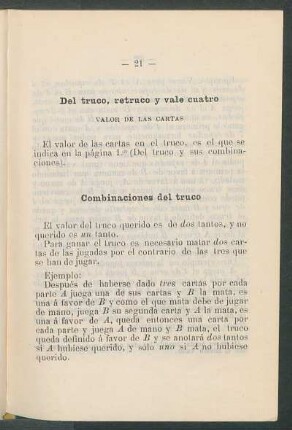 — 21 —
Del truco, retruco y vale cuatro
VALOR DE LAS CARTAS
El valor de las cartas en el truco, es el que se
indica en la página 1.ª (Del truco y sus combina-
ciones).
Combinaciones del truco
El valor del truco querido es de dos tantos, y no
querido es un tanto.
Para ganar el truco es necesario matar dos car-
tas de las jugadas por el contrario de las tres que
se han de jugar.
Ejemplo:
Después de haberse dado tres cartas por cada
parte A juega una de sus cartas y B la mata, es
una á favor de B y como el que mata debe de jugar
de mano, juega B su segunda carta y A la mata, es
una á favor de A, queda entonces una carta por
cada parte y juega A de mano y B mata, el truco
queda definido á favor de B y se anotará dos tantos
si A hubiese querido, y sólo uno si A no hubiese
querido.